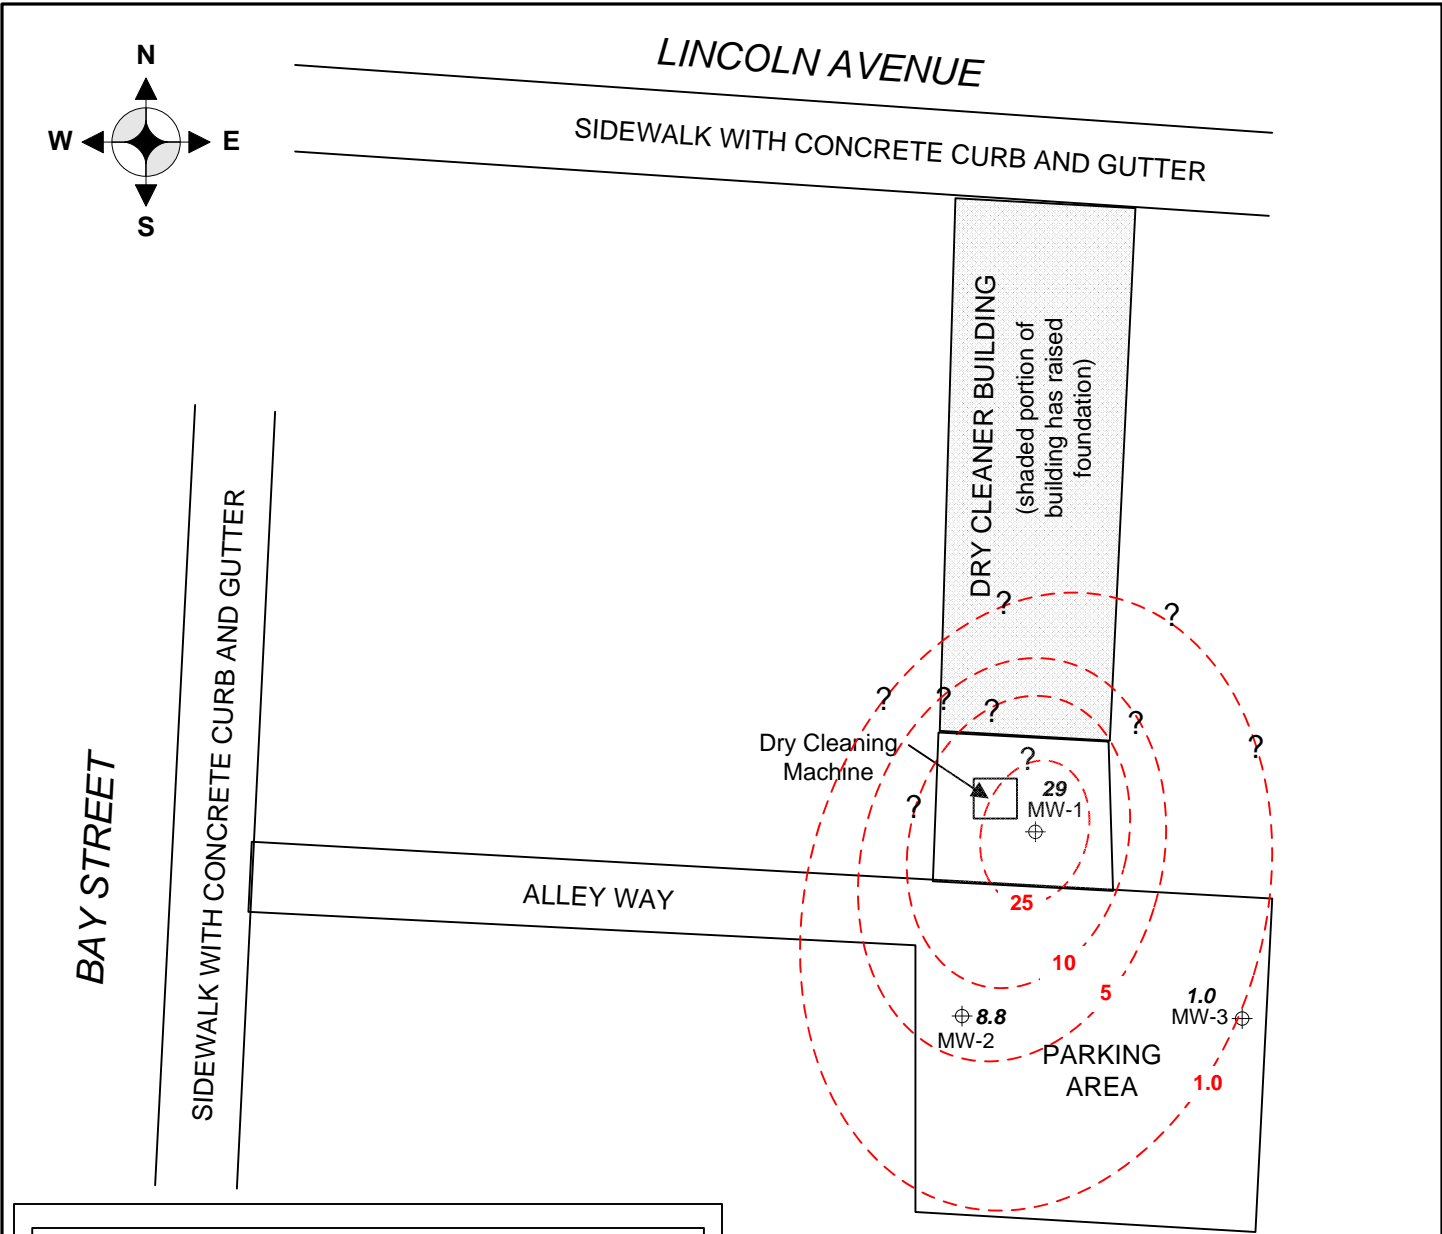 N
W
E
S
LINCOLN AVENUE
SIDEWALK WITH CONCRETE CURB AND GUTTER
DRY CLEANER BUILDING
(shaded portion of
building has raised
foundation)
?
?
?
?
?
?
?
?
?
Dry Cleaning
Machine
29
MW-1
SIDEWALK WITH CONCRETE CURB AND GUTTER
BAY STREET
ALLEY WAY
25
10
5
8.8
MW-2
1.0
MW-3
PARKING
AREA
1.0